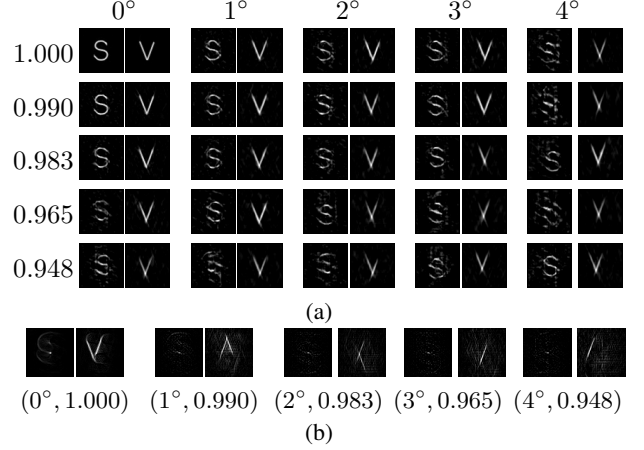 0° 1° 2° 3° 4°
1.000 S V S V S V S V S V
0.990 S V S V S V S V S V
0.983 S V S V S V S V S V
0.965 S V S V S V S V S V
0.948 S V S V S V S V S V
(a)
S V
(0°, 1.000) (1°, 0.990) (2°, 0.983) (3°, 0.965) (4°, 0.948)
(b)